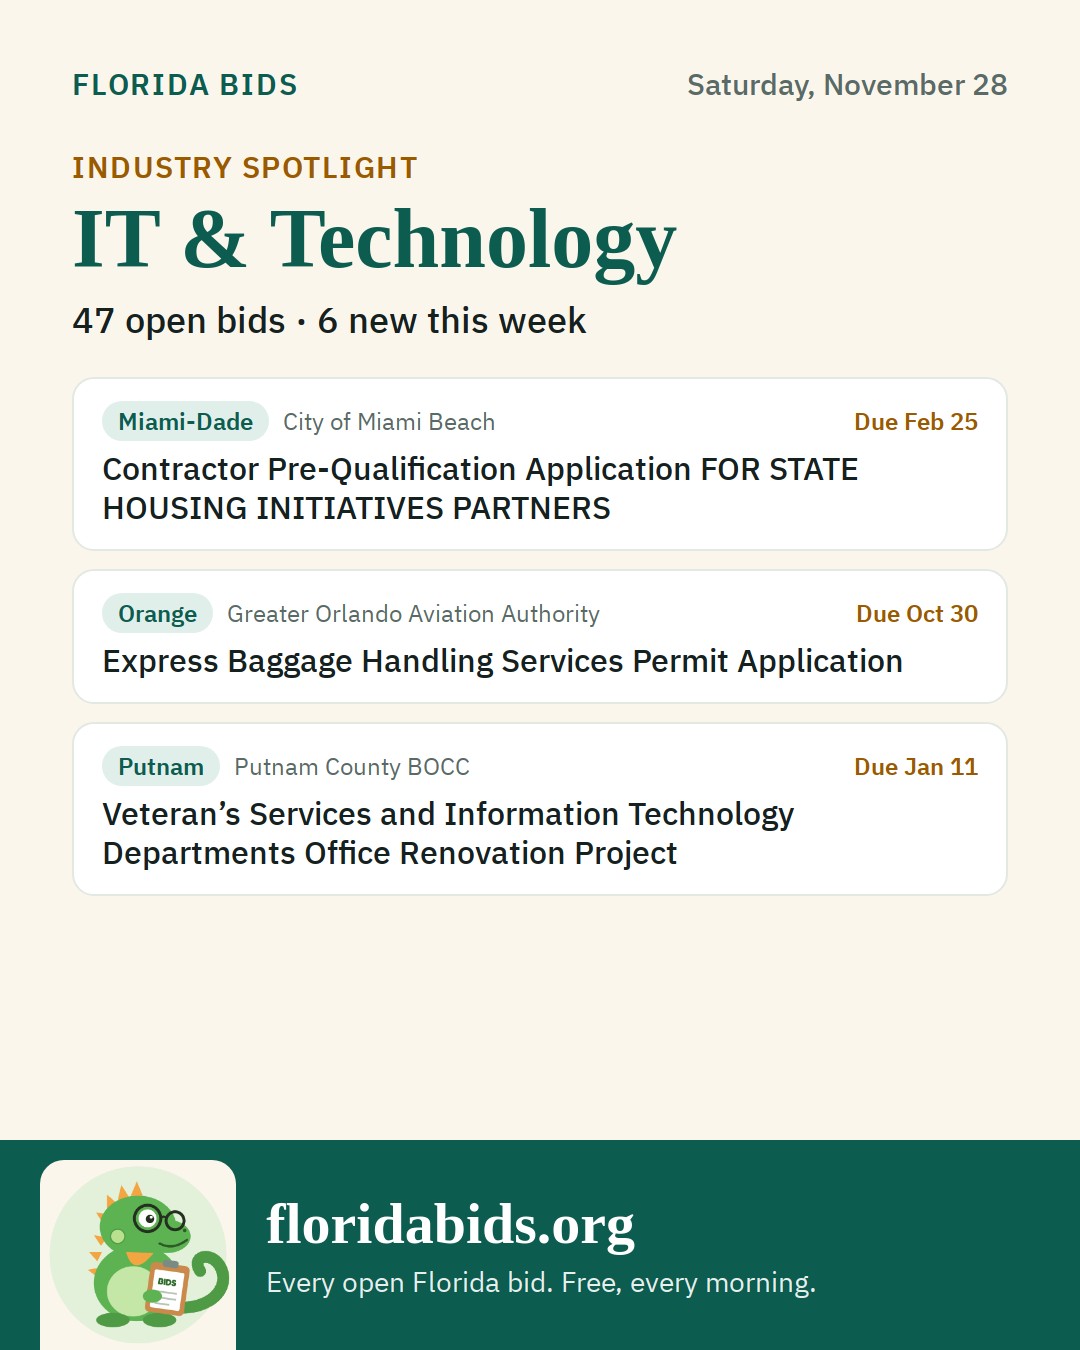 FLORIDA BIDS
Saturday, November 28
INDUSTRY SPOTLIGHT
IT & Technology
47 open bids · 6 new this week
Miami-Dade City of Miami Beach Due Feb 25
Contractor Pre-Qualification Application FOR STATE
HOUSING INITIATIVES PARTNERS
Orange Greater Orlando Aviation Authority Due Oct 30
Express Baggage Handling Services Permit Application
Putnam Putnam County BOCC Due Jan 11
Veteran’s Services and Information Technology
Departments Office Renovation Project
BIDS
floridabids.org
Every open Florida bid. Free, every morning.